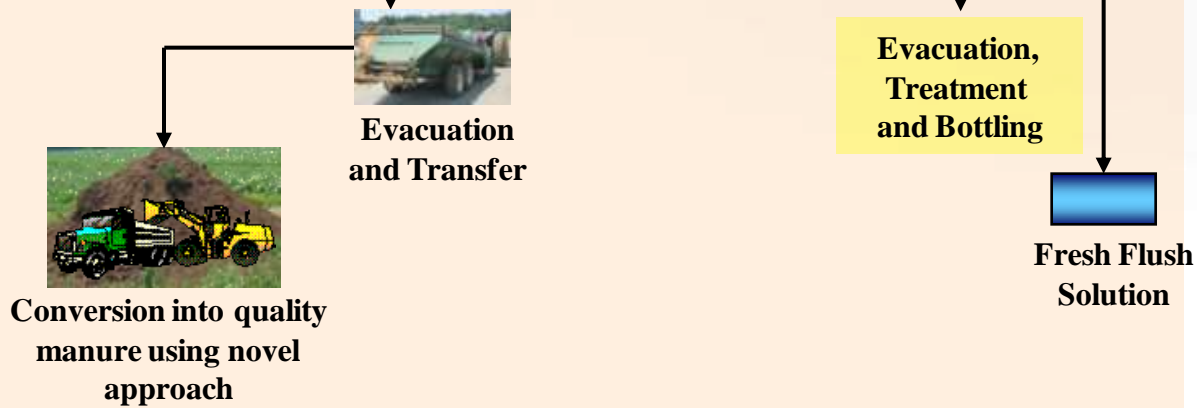 Evacuation
and Transfer
Conversion into quality
manure using novel
approach
Evacuation,
Treatment
and Bottling
Fresh Flush
Solution